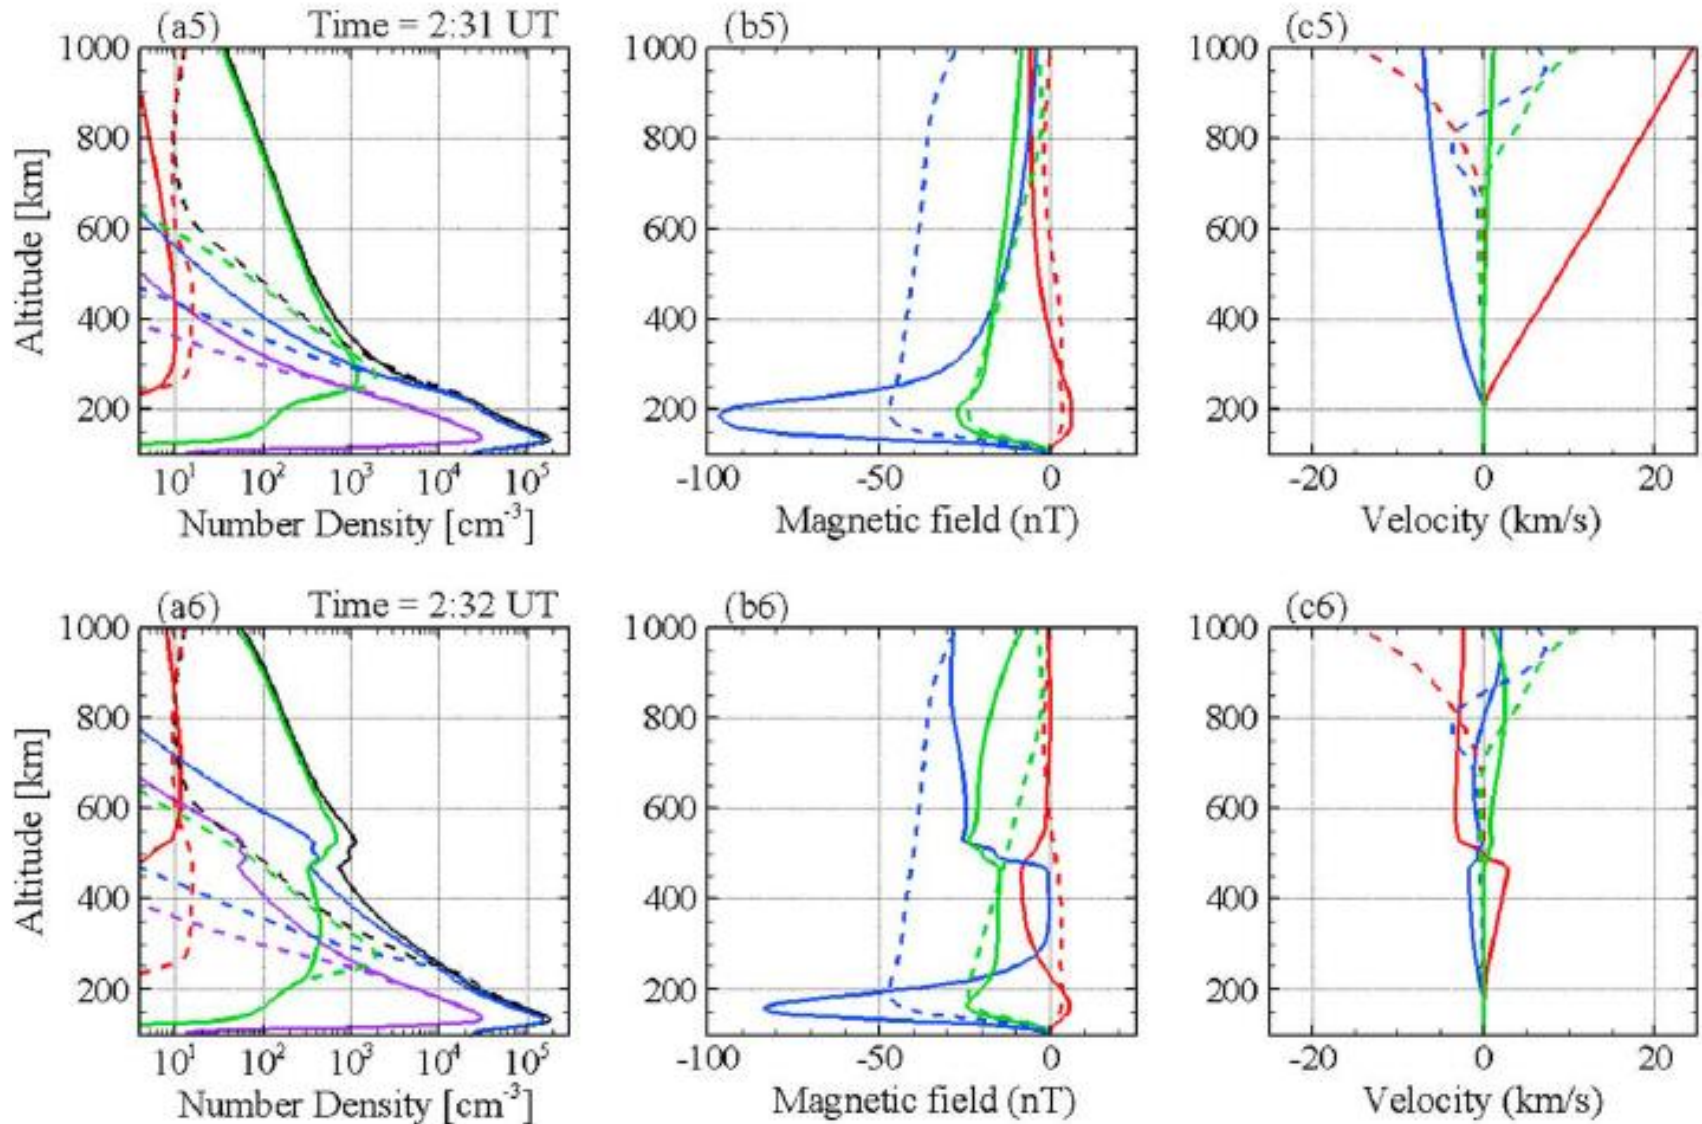 (a5) Time = 2:31 UT (b5) (c5)
1000 1000 1000
800 800 800
600 600 600
400 400 400
200 200 200
Altitude [km]
10¹ 10² 10³ 10⁴ 10⁵ -100 -50 0 -20 0 20
Number Density [cm⁻³] Magnetic field (nT) Velocity (km/s)
(a6) Time = 2:32 UT (b6) (c6)
1000 1000 1000
800 800 800
600 600 600
400 400 400
200 200 200
Altitude [km]
10¹ 10² 10³ 10⁴ 10⁵ -100 -50 0 -20 0 20
Number Density [cm⁻³] Magnetic field (nT) Velocity (km/s)